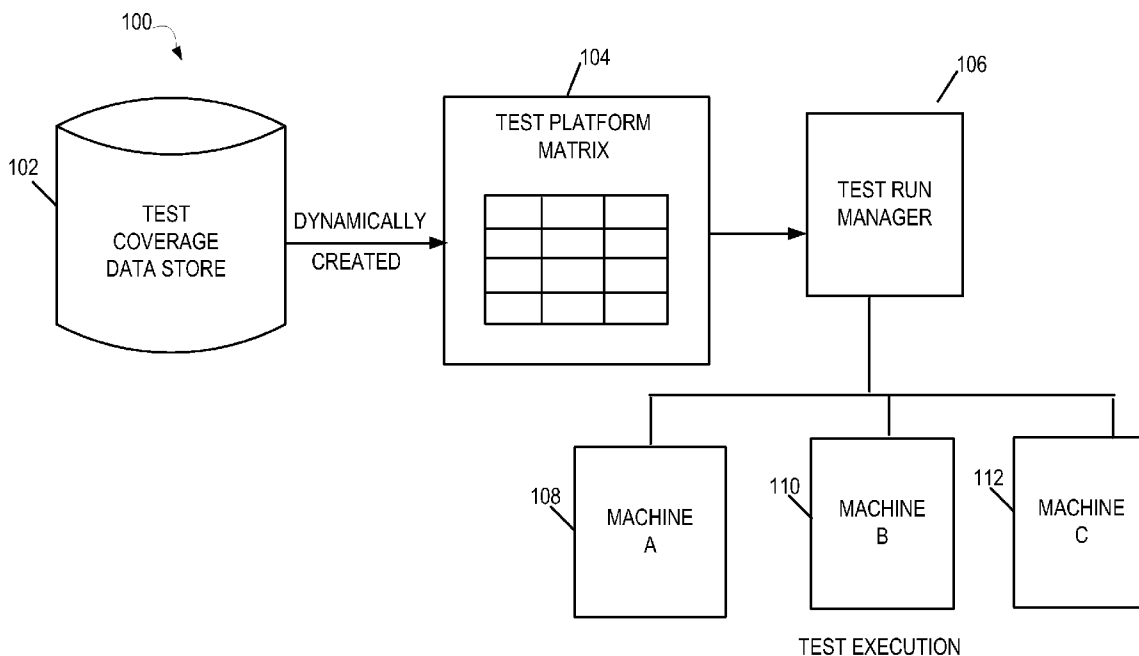 100
104
106
102
TEST
COVERAGE
DATA STORE
DYNAMICALLY
CREATED
TEST PLATFORM
MATRIX
TEST RUN
MANAGER
108
MACHINE
A
110
MACHINE
B
112
MACHINE
C
TEST EXECUTION